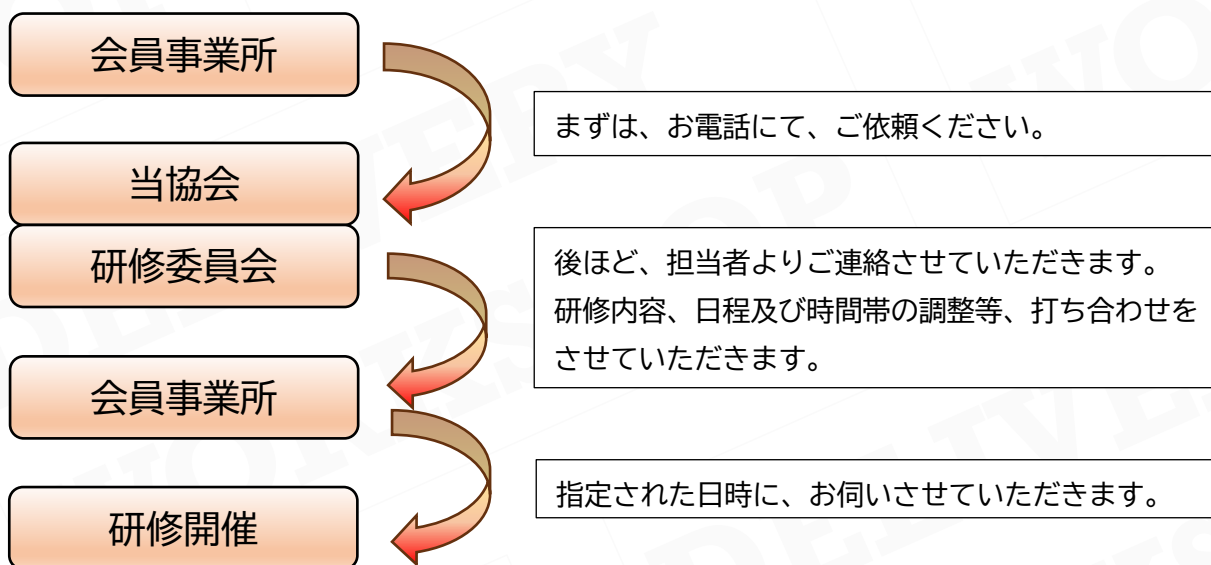 会員事業所
まずは、お電話にて、ご依頼ください。
当協会
研修委員会
後ほど、担当者よりご連絡させていただきます。
研修内容、日程及び時間帯の調整等、打ち合わせを
させていただきます。
会員事業所
指定された日時に、お伺いさせていただきます。
研修開催
DELIVERY
WORKSHOP
DELIVERY